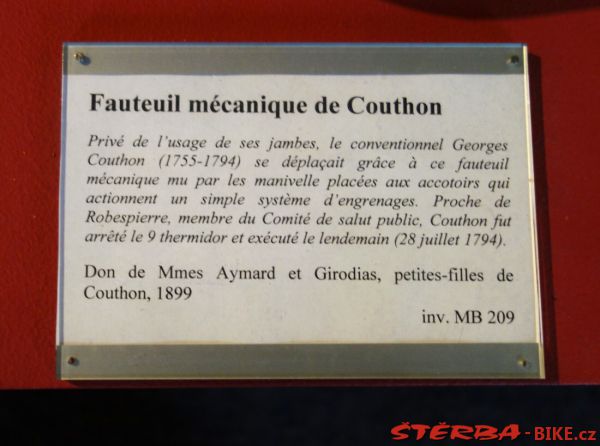 Fauteuil mécanique de Couthon
Privé de l'usage de ses jambes, le conventionnel Georges
Couthon (1755-1794) se déplaçait grâce à ce fauteuil
mécanique mu par les manivelle placées aux accotoirs qui
actionnent un simple système d'engrenages. Proche de
Robespierre, membre du Comité de salut public, Couthon fut
arrêté le 9 thermidor et exécuté le lendemain (28 juillet 1794).
Don de Mmes Aymard et Girodias, petites-filles de
Couthon, 1899
inv. MB 209
ŠTĚRBA-BIKE.cz